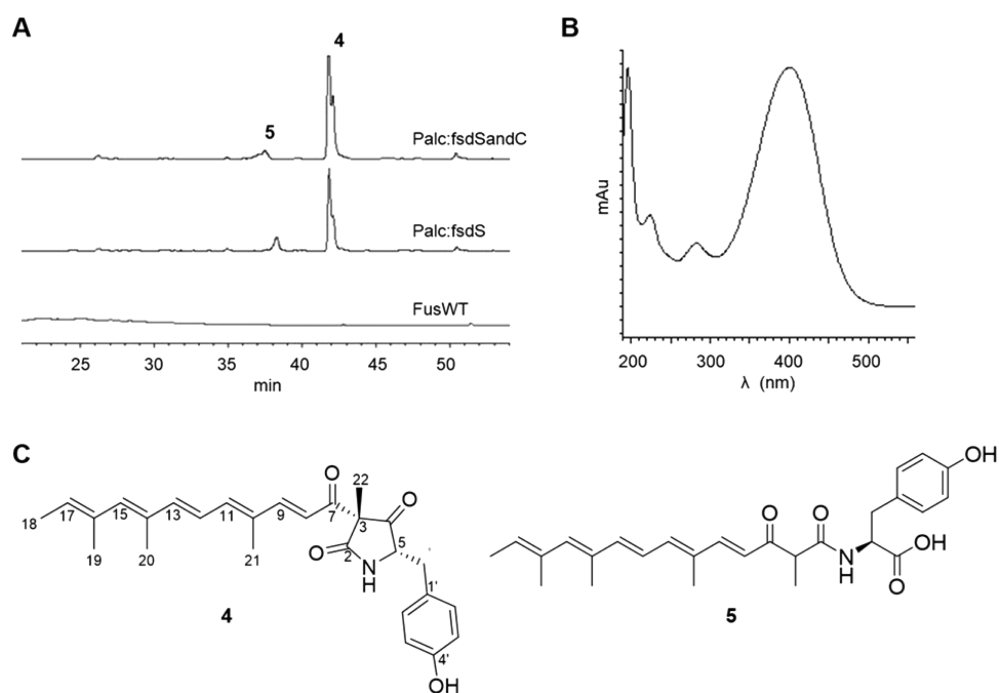 A
B
4
5
Palc:fsdSandC
Palc:fsdS
FusWT
25 30 35 40 45 50
min
mAu
200 300 400 500
λ (nm)
C
O 22 O
18 17 15 13 11 9 7 3 5
19 20 21
O 2 N H
1'
4'
OH
4
O O
N
H
OH
O
OH
5